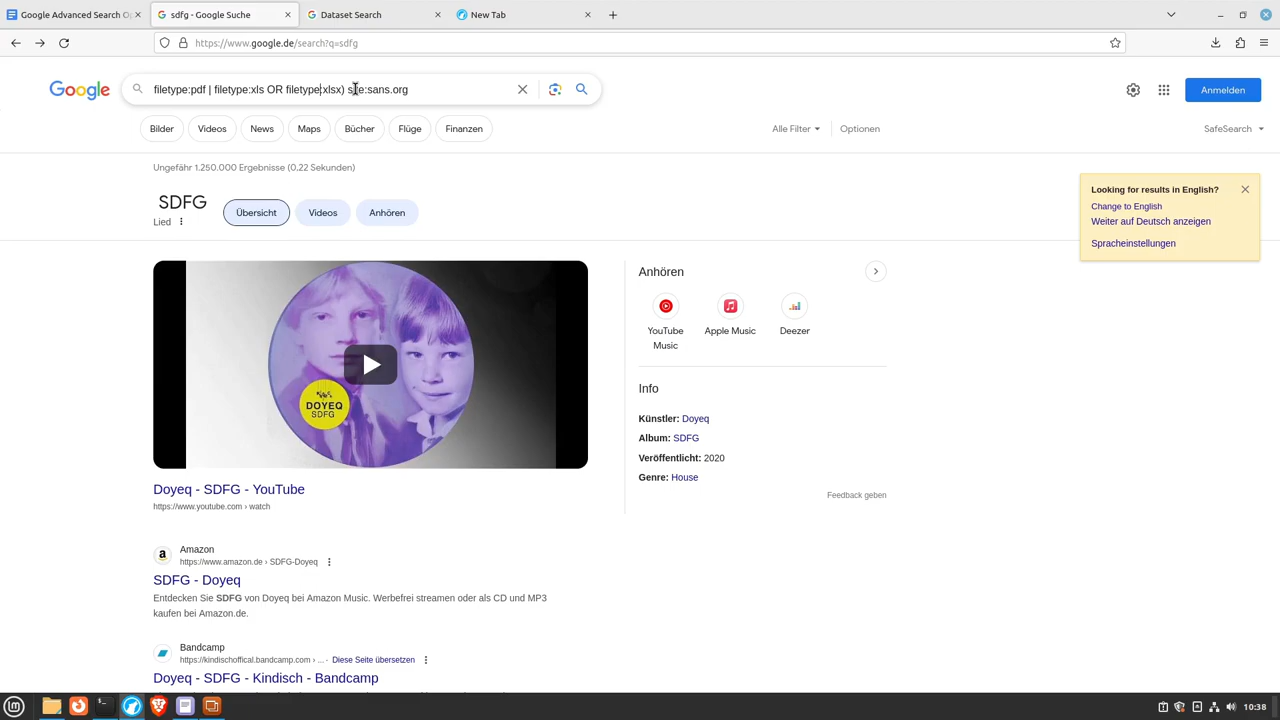 Google Advanced Search Op
sdfg - Google Suche
Dataset Search
New Tab
https://www.google.de/search?q=sdfg
Google
filetype:pdf | filetype:xls OR filetype:xlsx) site:sans.org
Anmelden
Bilder
Videos
News
Maps
Bücher
Flüge
Finanzen
Alle Filter
Optionen
SafeSearch
Ungefähr 1.250.000 Ergebnisse (0,22 Sekunden)
Looking for results in English?
Change to English
Weiter auf Deutsch anzeigen
Spracheinstellungen
SDFG
Lied
Übersicht
Videos
Anhören
DOYEQ
SDFG
Anhören
YouTube Music
Apple Music
Deezer
Info
Künstler: Doyeq
Album: SDFG
Veröffentlicht: 2020
Genre: House
Feedback geben
Doyeq - SDFG - YouTube
https://www.youtube.com › watch
Amazon
https://www.amazon.de › SDFG-Doyeq
SDFG - Doyeq
Entdecken Sie SDFG von Doyeq bei Amazon Music. Werbefrei streamen oder als CD und MP3
kaufen bei Amazon.de.
Bandcamp
https://kindischoffical.bandcamp.com › ... · Diese Seite übersetzen
Doyeq - SDFG - Kindisch - Bandcamp
10:38